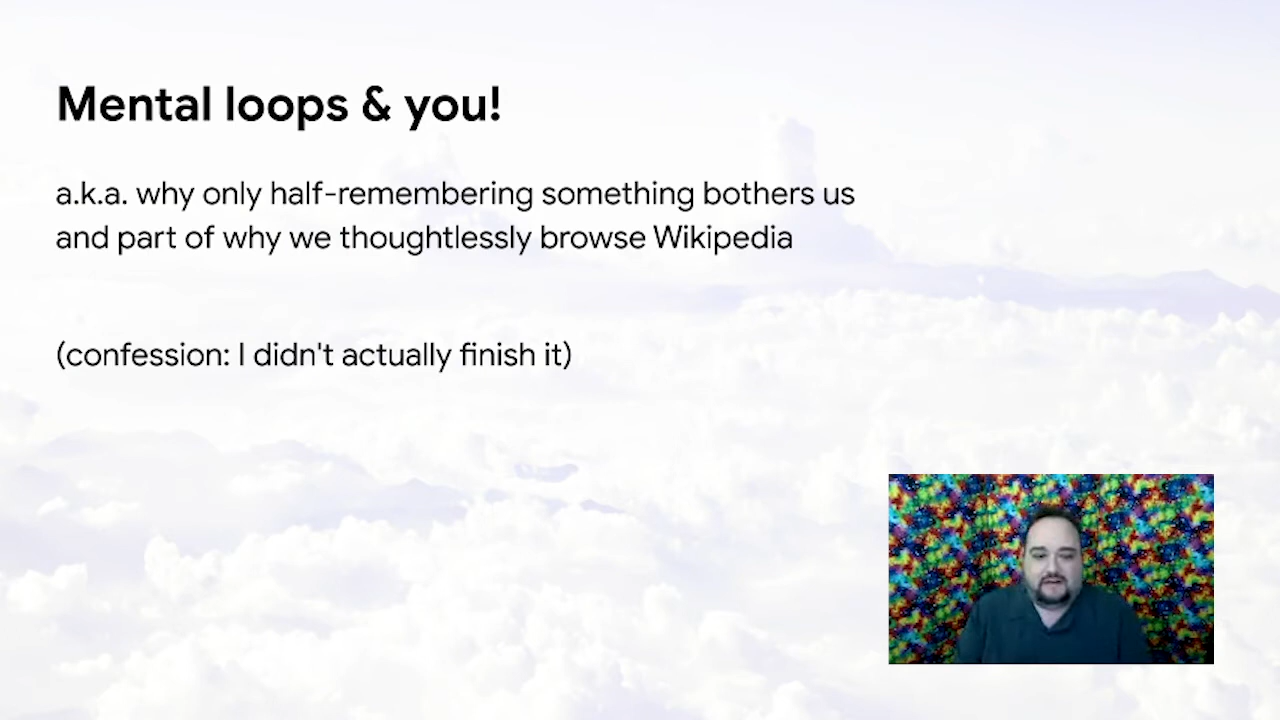 Mental loops & you!
a.k.a. why only half-remembering something bothers us
and part of why we thoughtlessly browse Wikipedia
(confession: I didn't actually finish it)